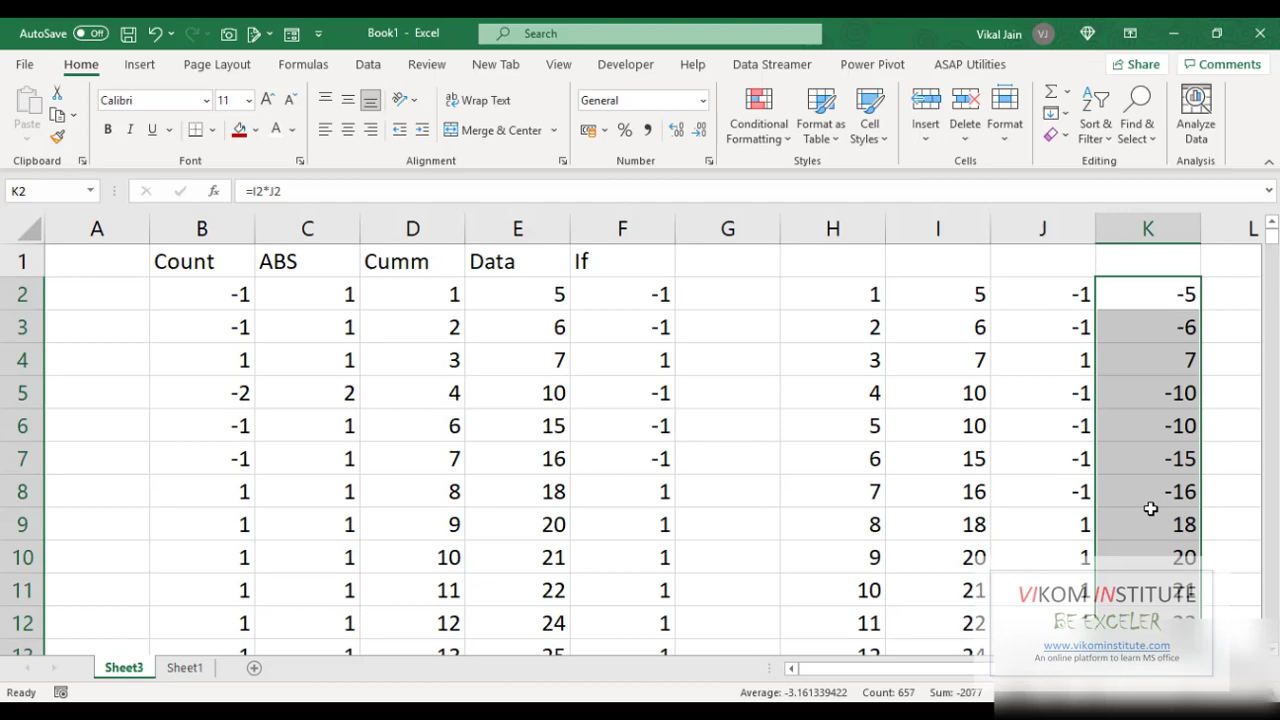 AutoSave Off Book1 - Excel Search Vikal Jain VJ
File Home Insert Page Layout Formulas Data Review New Tab View Developer Help Data Streamer Power Pivot ASAP Utilities Share Comments
Paste Calibri 11 A A Wrap Text General Conditional Formatting Format as Table Cell Styles Insert Delete Format Sort & Filter Find & Select Analyze Data
B I U A Merge & Center % ,
Clipboard Font Alignment Number Styles Cells Editing Analysis
K2 fx =I2*J2
A B C D E F G H I J K L
1 Count ABS Cumm Data If
2 -1 1 1 5 -1 1 5 -1 -5
3 -1 1 2 6 -1 2 6 -1 -6
4 1 1 3 7 1 3 7 1 7
5 -2 2 4 10 -1 4 10 -1 -10
6 -1 1 6 15 -1 5 10 -1 -10
7 -1 1 7 16 -1 6 15 -1 -15
8 1 1 8 18 1 7 16 -1 -16
9 1 1 9 20 1 8 18 1 18
10 1 1 10 21 1 9 20 1 20
11 1 1 11 22 1 10 21 1 21
12 1 1 12 24 1 11 22
VIKOM INSTITUTE
BE EXCELER
www.vikominstitute.com
An online platform to learn MS office
Sheet3 Sheet1
Ready Average: -3.161339422 Count: 657 Sum: -2077